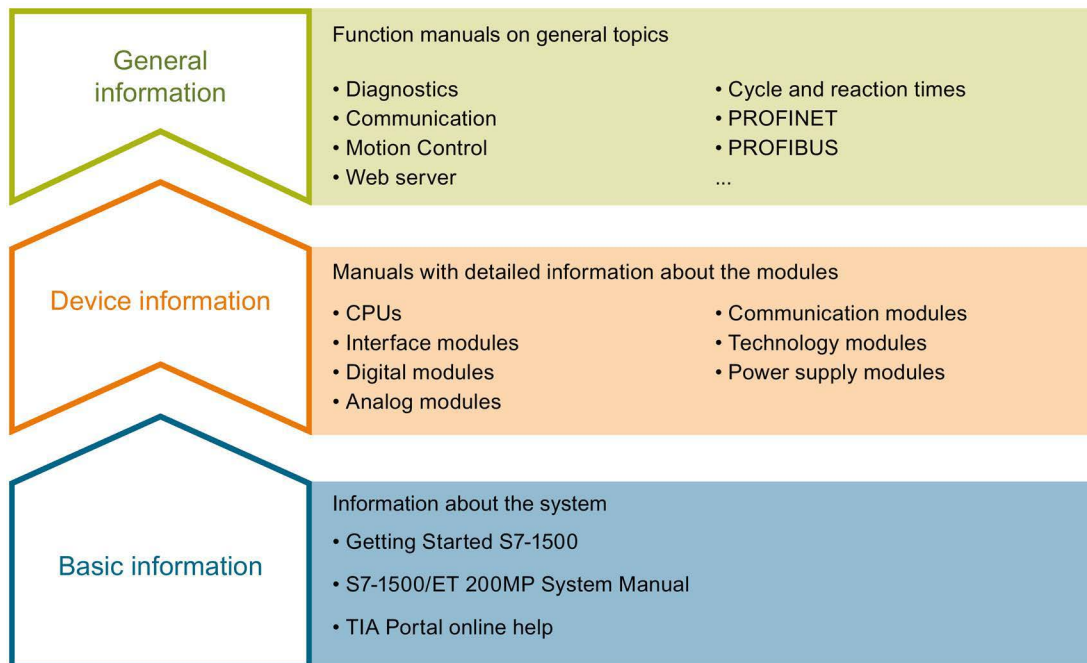 General
information
Function manuals on general topics
• Diagnostics
• Communication
• Motion Control
• Web server
• Cycle and reaction times
• PROFINET
• PROFIBUS
...
Device information
Manuals with detailed information about the modules
• CPUs
• Interface modules
• Digital modules
• Analog modules
• Communication modules
• Technology modules
• Power supply modules
Basic information
Information about the system
• Getting Started S7-1500
• S7-1500/ET 200MP System Manual
• TIA Portal online help